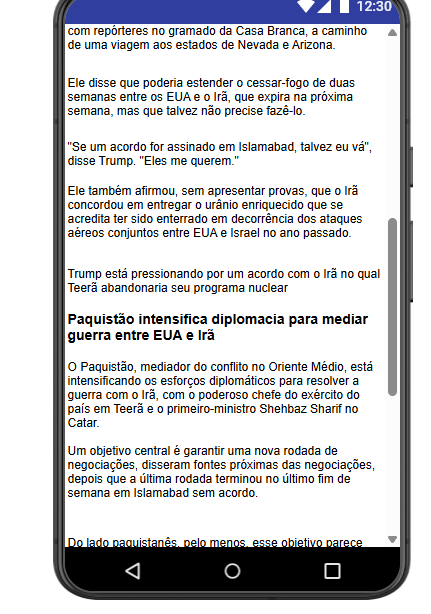 12:30
com repórteres no gramado da Casa Branca, a caminho
de uma viagem aos estados de Nevada e Arizona.
Ele disse que poderia estender o cessar-fogo de duas
semanas entre os EUA e o Irã, que expira na próxima
semana, mas que talvez não precise fazê-lo.
"Se um acordo for assinado em Islamabad, talvez eu vá",
disse Trump. "Eles me querem."
Ele também afirmou, sem apresentar provas, que o Irã
concordou em entregar o urânio enriquecido que se
acredita ter sido enterrado em decorrência dos ataques
aéreos conjuntos entre EUA e Israel no ano passado.
Trump está pressionando por um acordo com o Irã no qual
Teerã abandonaria seu programa nuclear
Paquistão intensifica diplomacia para mediar
guerra entre EUA e Irã
O Paquistão, mediador do conflito no Oriente Médio, está
intensificando os esforços diplomáticos para resolver a
guerra com o Irã, com o poderoso chefe do exército do
país em Teerã e o primeiro-ministro Shehbaz Sharif no
Catar.
Um objetivo central é garantir uma nova rodada de
negociações, disseram fontes próximas das negociações,
depois que a última rodada terminou no último fim de
semana em Islamabad sem acordo.
Do lado paquistanês, pelo menos, esse objetivo parece